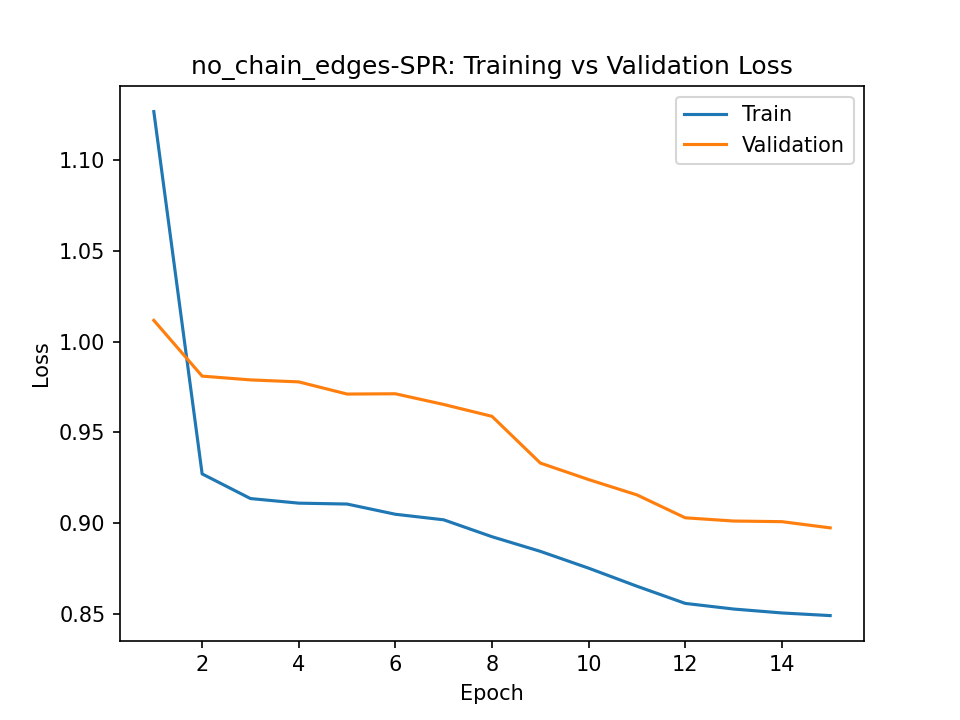 no_chain_edges-SPR: Training vs Validation Loss
Train
Validation
1.10
1.05
1.00
0.95
0.90
0.85
Loss
2 4 6 8 10 12 14
Epoch